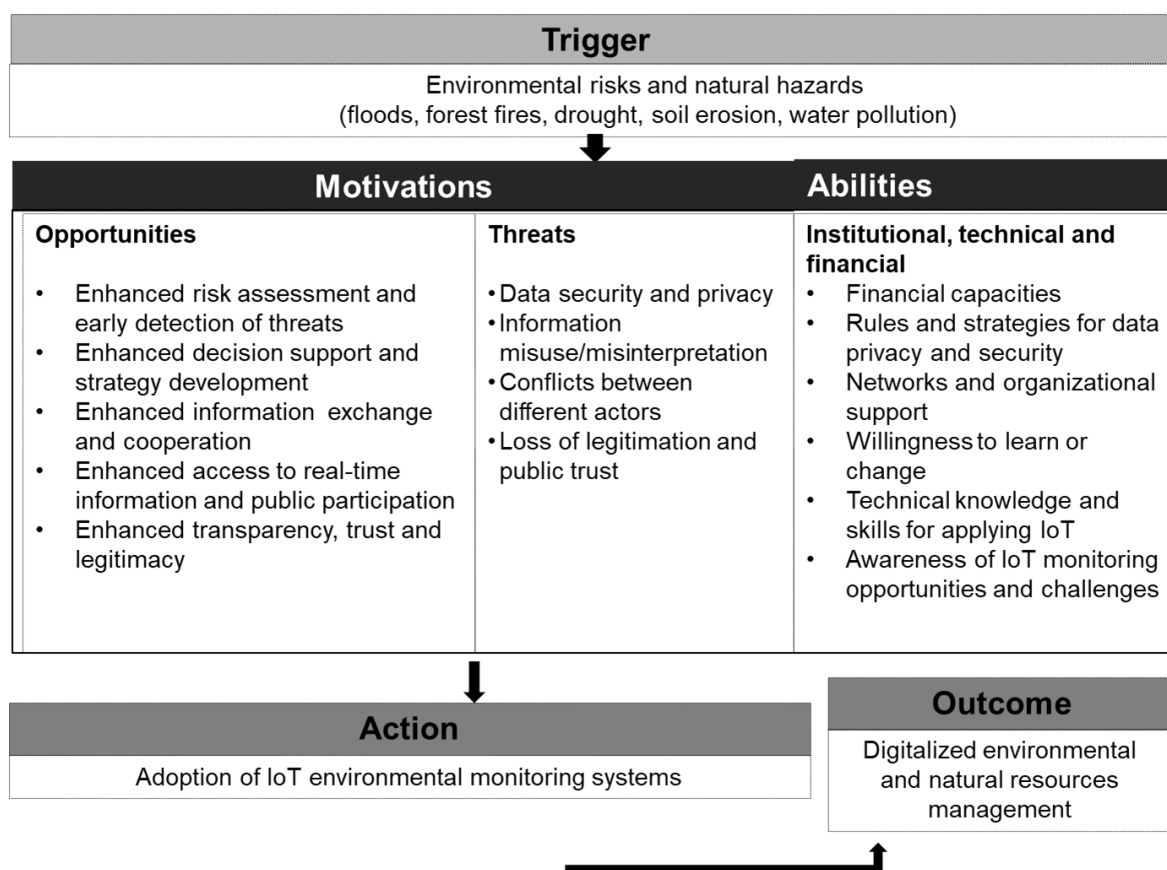 Trigger
Environmental risks and natural hazards
(floods, forest fires, drought, soil erosion, water pollution)
Motivations
Abilities
Opportunities
• Enhanced risk assessment and
early detection of threats
• Enhanced decision support and
strategy development
• Enhanced information exchange
and cooperation
• Enhanced access to real-time
information and public participation
• Enhanced transparency, trust and
legitimacy
Threats
• Data security and privacy
• Information
misuse/misinterpretation
• Conflicts between
different actors
• Loss of legitimation and
public trust
Institutional, technical and
financial
• Financial capacities
• Rules and strategies for data
privacy and security
• Networks and organizational
support
• Willingness to learn or
change
• Technical knowledge and
skills for applying IoT
• Awareness of IoT monitoring
opportunities and challenges
Action
Adoption of IoT environmental monitoring systems
Outcome
Digitalized environmental
and natural resources
management